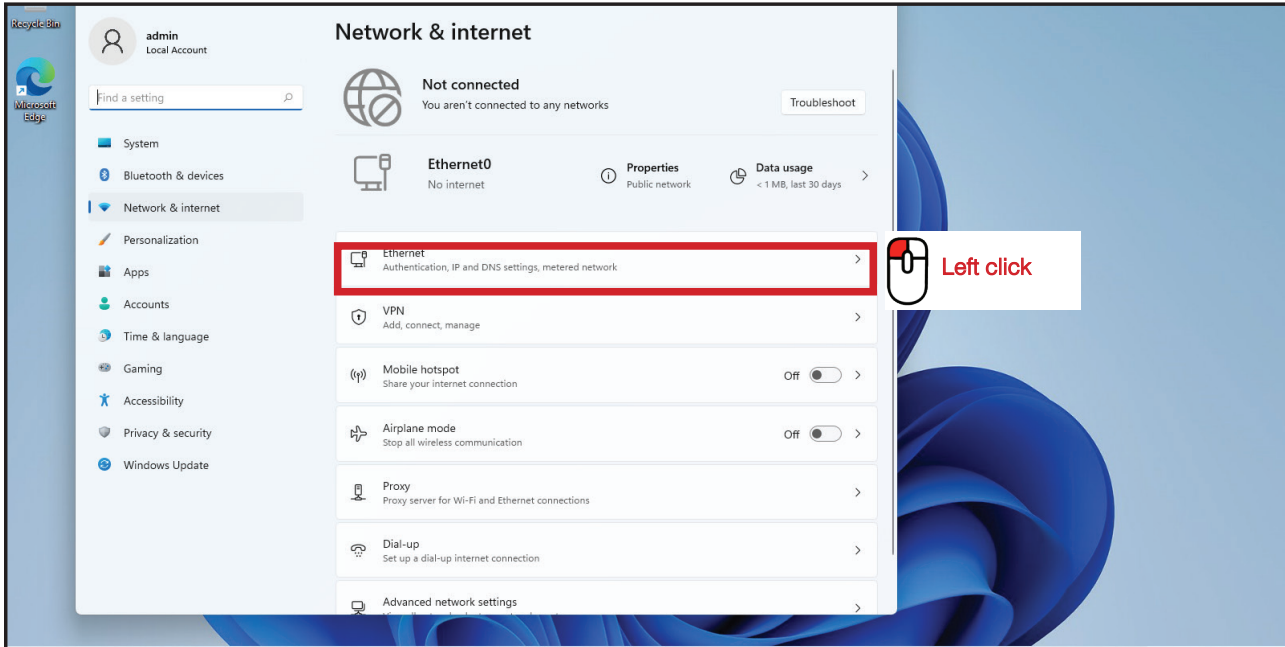 Recycle Bin
Microsoft
Edge
admin
Local Account
Find a setting
System
Bluetooth & devices
Network & internet
Personalization
Apps
Accounts
Time & language
Gaming
Accessibility
Privacy & security
Windows Update
Network & internet
Not connected
You aren't connected to any networks
Troubleshoot
Ethernet0
No internet
Properties
Public network
Data usage
< 1 MB, last 30 days
Ethernet
Authentication, IP and DNS settings, metered network
Left click
VPN
Add, connect, manage
Mobile hotspot
Share your internet connection
Off
Airplane mode
Stop all wireless communication
Off
Proxy
Proxy server for Wi-Fi and Ethernet connections
Dial-up
Set up a dial-up internet connection
Advanced network settings